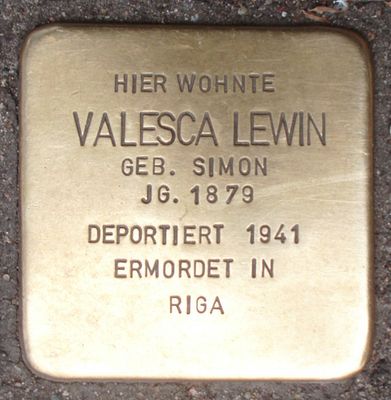 HIER WOHNTE
VALESCA LEWIN
GEB. SIMON
JG. 1879
DEPORTIERT 1941
ERMORDET IN
RIGA